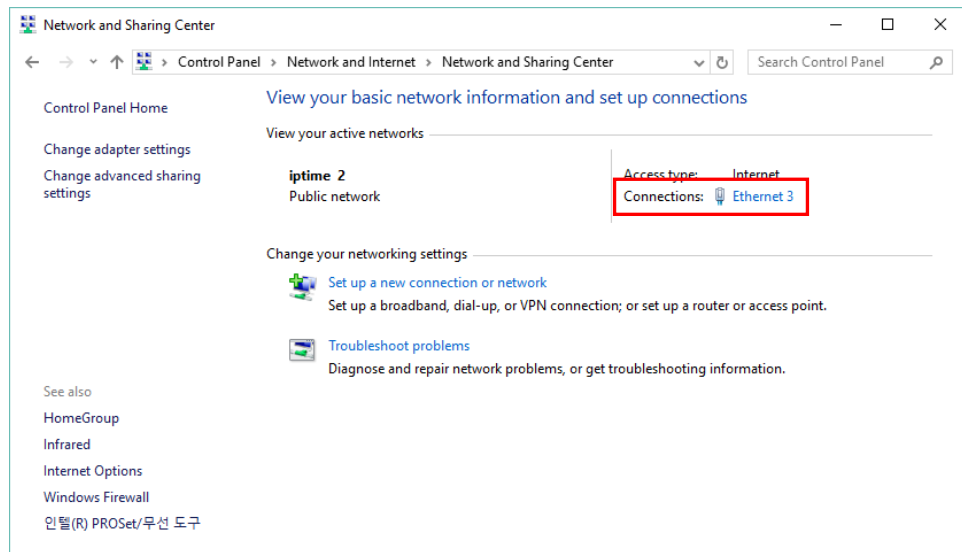 Network and Sharing Center
Control Panel > Network and Internet > Network and Sharing Center
Search Control Panel
Control Panel Home
Change adapter settings
Change advanced sharing
settings
View your basic network information and set up connections
View your active networks
iptime 2
Public network
Access type: Internet
Connections: Ethernet 3
Change your networking settings
Set up a new connection or network
Set up a broadband, dial-up, or VPN connection; or set up a router or access point.
Troubleshoot problems
Diagnose and repair network problems, or get troubleshooting information.
See also
HomeGroup
Infrared
Internet Options
Windows Firewall
인텔(R) PROSet/무선 도구